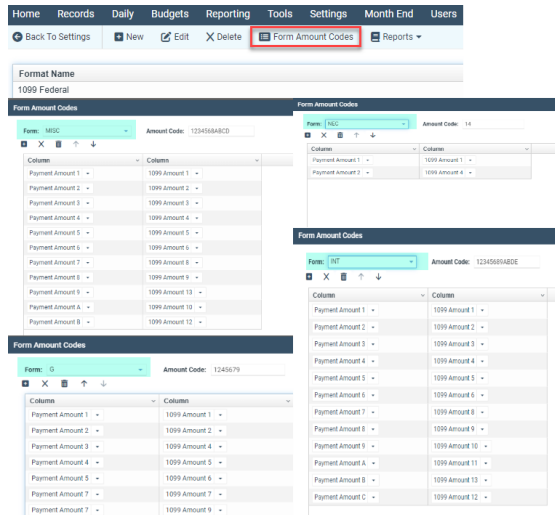 Home Records Daily Budgets Reporting Tools Settings Month End Users
Back To Settings New Edit Delete Form Amount Codes Reports
Format Name
1099 Federal
Form Amount Codes
Form: MISC Amount Code: 1234568ABCD
Column Column
Payment Amount 1 1099 Amount 1
Payment Amount 2 1099 Amount 2
Payment Amount 3 1099 Amount 3
Payment Amount 4 1099 Amount 4
Payment Amount 5 1099 Amount 5
Payment Amount 6 1099 Amount 6
Payment Amount 7 1099 Amount 8
Payment Amount 8 1099 Amount 9
Payment Amount 9 1099 Amount 13
Payment Amount A 1099 Amount 10
Payment Amount B 1099 Amount 12
Form Amount Codes
Form: NEC Amount Code: 14
Column Column
Payment Amount 1 1099 Amount 1
Payment Amount 2 1099 Amount 4
Form Amount Codes
Form: INT Amount Code: 12345689ABDE
Column Column
Payment Amount 1 1099 Amount 1
Payment Amount 2 1099 Amount 2
Payment Amount 3 1099 Amount 3
Payment Amount 4 1099 Amount 4
Payment Amount 5 1099 Amount 5
Payment Amount 6 1099 Amount 6
Payment Amount 7 1099 Amount 8
Payment Amount 8 1099 Amount 9
Payment Amount 9 1099 Amount 10
Payment Amount A 1099 Amount 11
Payment Amount B 1099 Amount 13
Payment Amount C 1099 Amount 12
Form Amount Codes
Form: G Amount Code: 1245679
Column Column
Payment Amount 1 1099 Amount 1
Payment Amount 2 1099 Amount 2
Payment Amount 3 1099 Amount 4
Payment Amount 4 1099 Amount 5
Payment Amount 5 1099 Amount 6
Payment Amount 7 1099 Amount 7
Payment Amount 7 1099 Amount 9